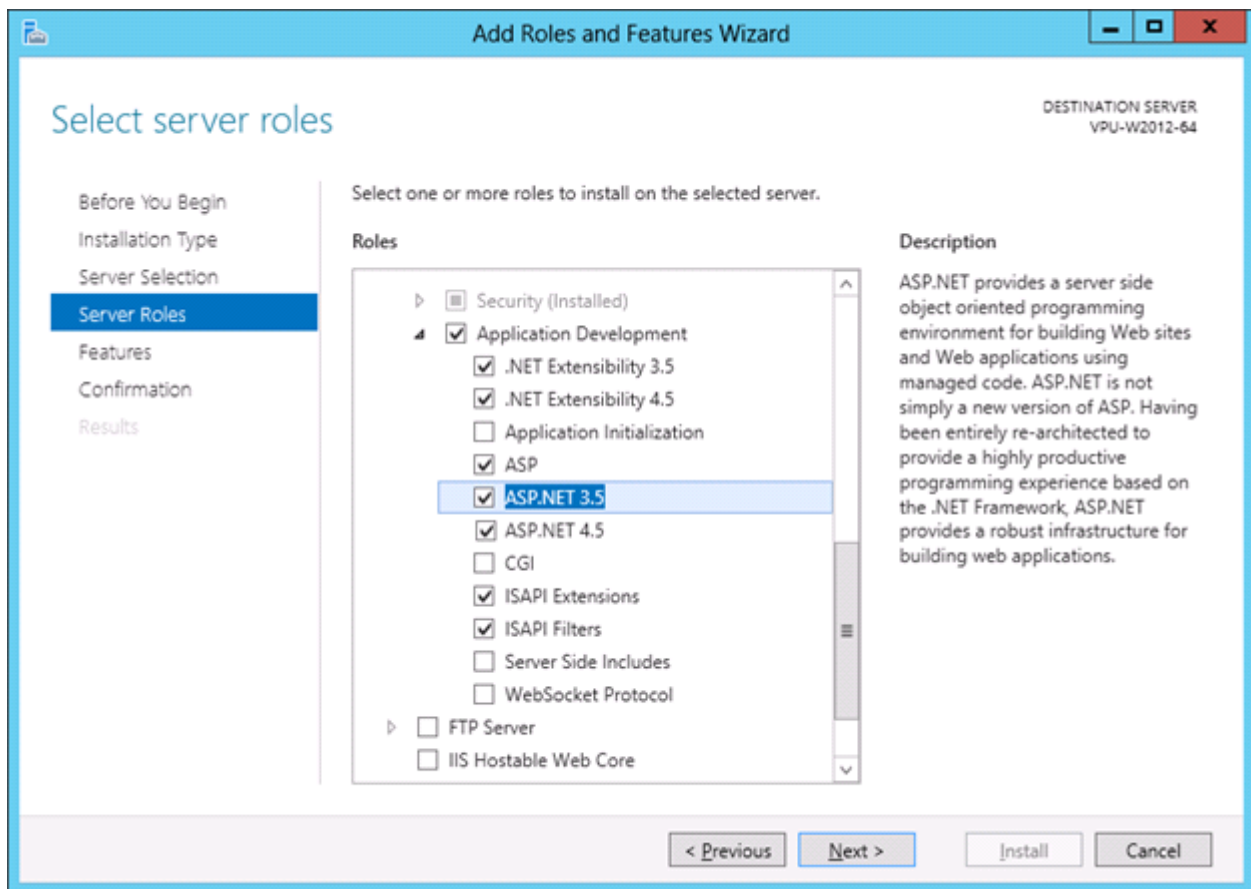 Add Roles and Features Wizard
Select server roles
DESTINATION SERVER
VPU-W2012-64
Before You Begin
Installation Type
Server Selection
Server Roles
Features
Confirmation
Results
Select one or more roles to install on the selected server.
Roles
Security (Installed)
Application Development
.NET Extensibility 3.5
.NET Extensibility 4.5
Application Initialization
ASP
ASP.NET 3.5
ASP.NET 4.5
CGI
ISAPI Extensions
ISAPI Filters
Server Side Includes
WebSocket Protocol
FTP Server
IIS Hostable Web Core
Description
ASP.NET provides a server side
object oriented programming
environment for building Web sites
and Web applications using
managed code. ASP.NET is not
simply a new version of ASP. Having
been entirely re-architected to
provide a highly productive
programming experience based on
the .NET Framework, ASP.NET
provides a robust infrastructure for
building web applications.
< Previous
Next >
Install
Cancel